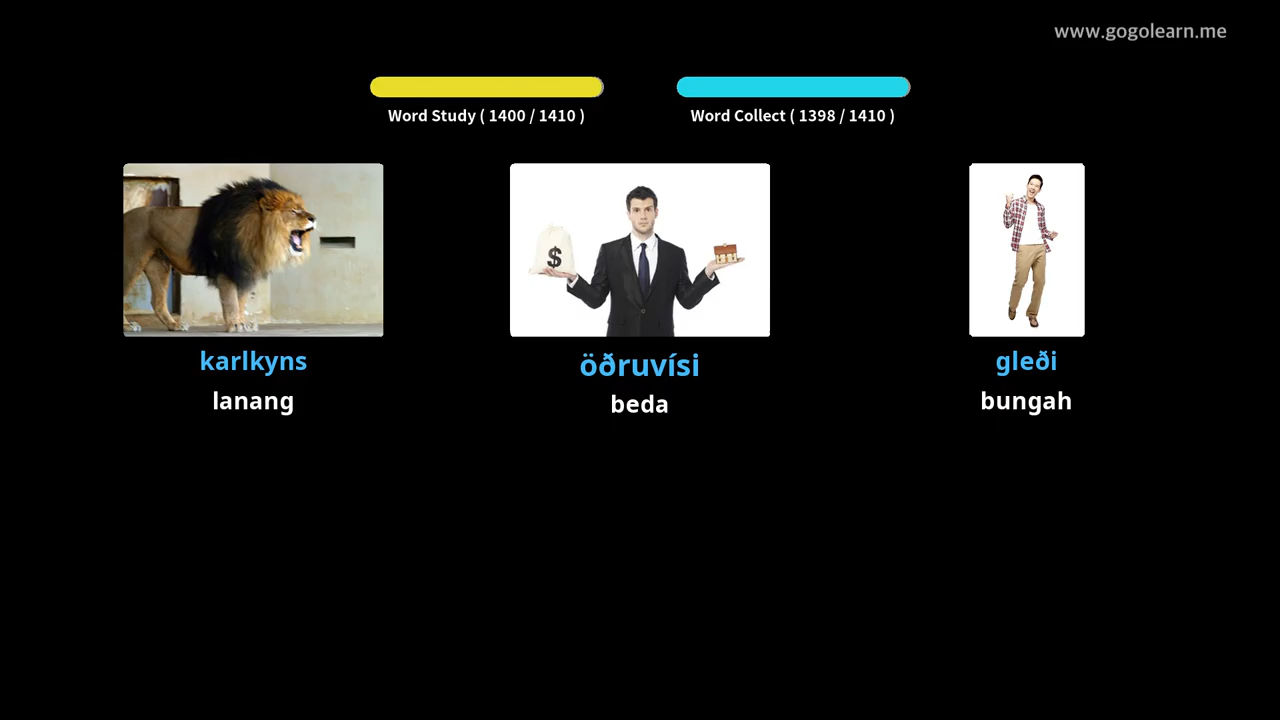 www.gogolearn.me
Word Study ( 1400 / 1410 )
Word Collect ( 1398 / 1410 )
$
karlkyns
öðruvísi
gleði
lanang
beda
bungah